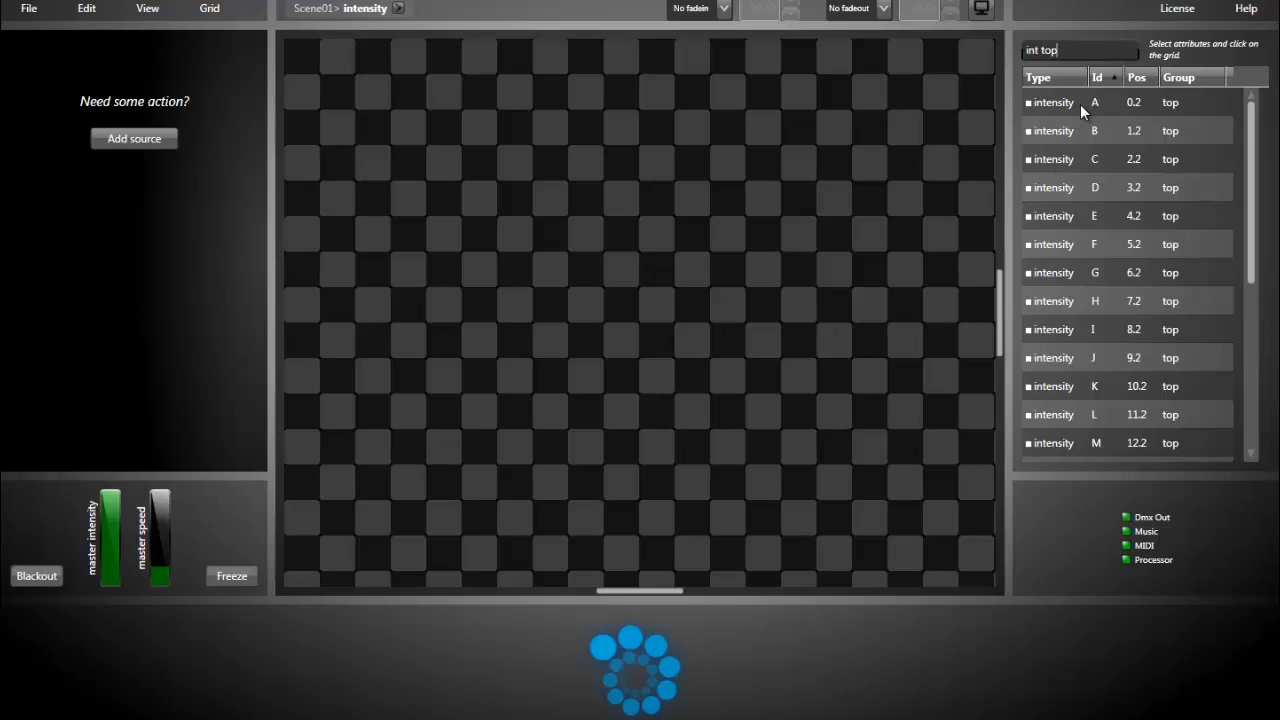 File Edit View Grid
Scene01> intensity
No fadein
No fadeout
License Help
int top
Select attributes and click on
the grid.
Type Id Pos Group
intensity A 0.2 top
intensity B 1.2 top
intensity C 2.2 top
intensity D 3.2 top
intensity E 4.2 top
intensity F 5.2 top
intensity G 6.2 top
intensity H 7.2 top
intensity I 8.2 top
intensity J 9.2 top
intensity K 10.2 top
intensity L 11.2 top
intensity M 12.2 top
Need some action?
Add source
master intensity
master speed
Blackout
Freeze
Dmx Out
Music
MIDI
Processor